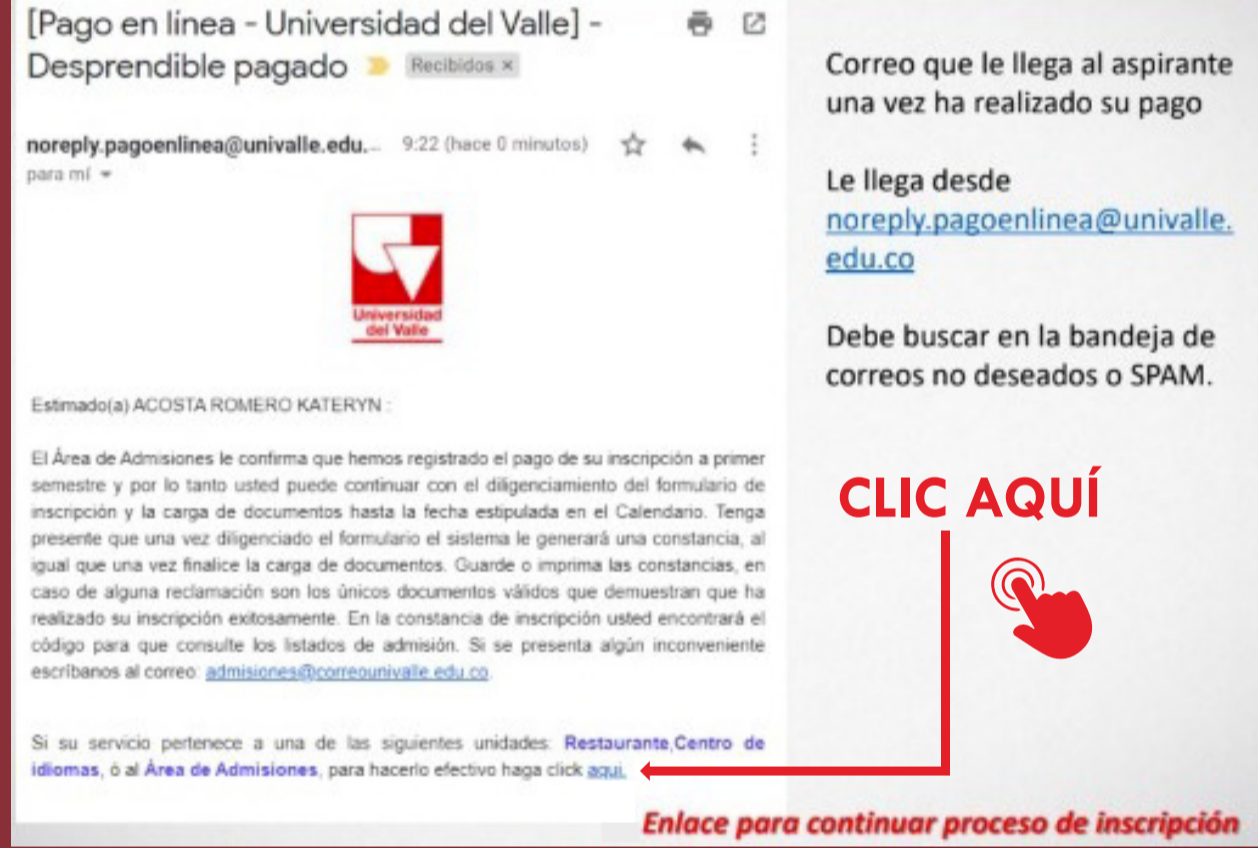 [Pago en linea - Universidad del Valle] -
Desprendible pagado Recibidos ×
noreply.pagoenlinea@univalle.edu.... 9:22 (hace 0 minutos)
para mí
Universidad
del Valle
Estimado(a) ACOSTA ROMERO KATERYN :
El Área de Admisiones le confirma que hemos registrado el pago de su inscripción a primer
semestre y por lo tanto usted puede continuar con el diligenciamiento del formulario de
inscripción y la carga de documentos hasta la fecha estipulada en el Calendario. Tenga
presente que una vez diligenciado el formulario el sistema le generará una constancia, al
igual que una vez finalice la carga de documentos. Guarde o imprima las constancias, en
caso de alguna reclamación son los únicos documentos válidos que demuestran que ha
realizado su inscripción exitosamente. En la constancia de inscripción usted encontrará el
código para que consulte los listados de admisión. Si se presenta algún inconveniente
escríbanos al correo: admisiones@correounivalle.edu.co.
Si su servicio pertenece a una de las siguientes unidades: Restaurante,Centro de
idiomas, ó al Área de Admisiones, para hacerlo efectivo haga click aqui.
Correo que le llega al aspirante
una vez ha realizado su pago
Le llega desde
noreply.pagoenlinea@univalle.
edu.co
Debe buscar en la bandeja de
correos no deseados o SPAM.
CLIC AQUÍ
Enlace para continuar proceso de inscripción